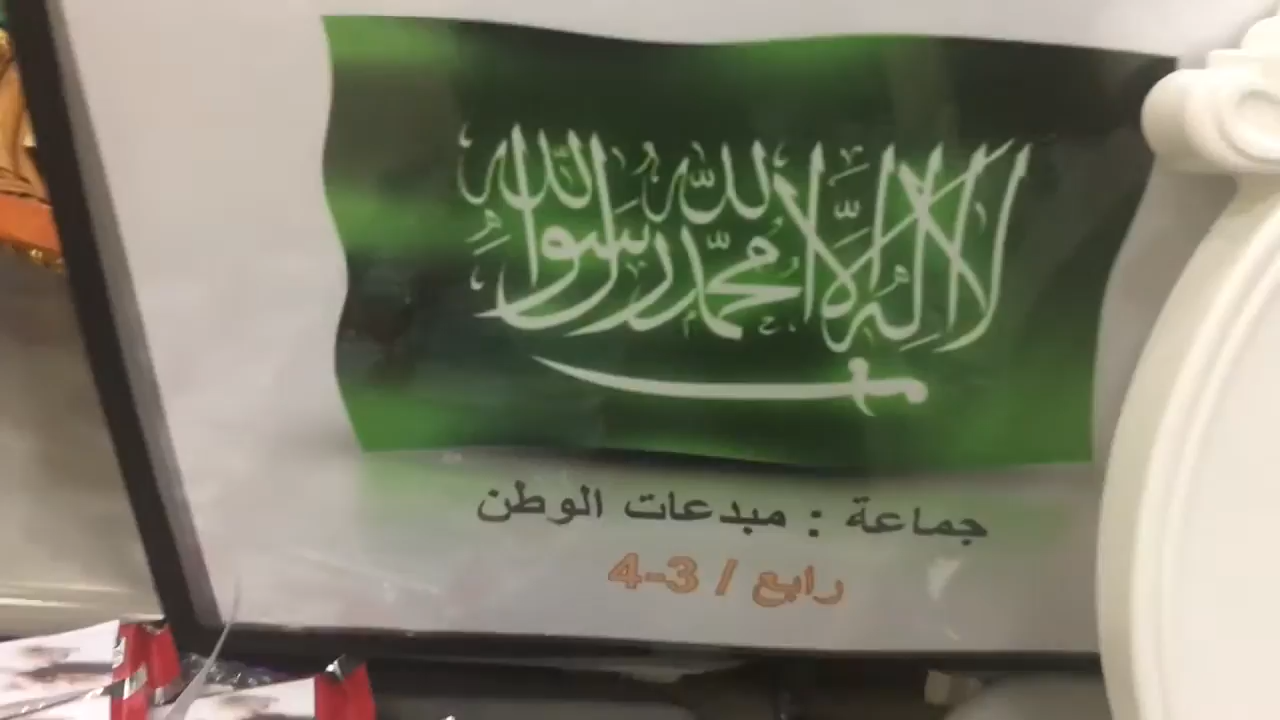 لا إله إلا الله محمد رسول الله
جماعة : مبدعات الوطن
رابع / 3-4